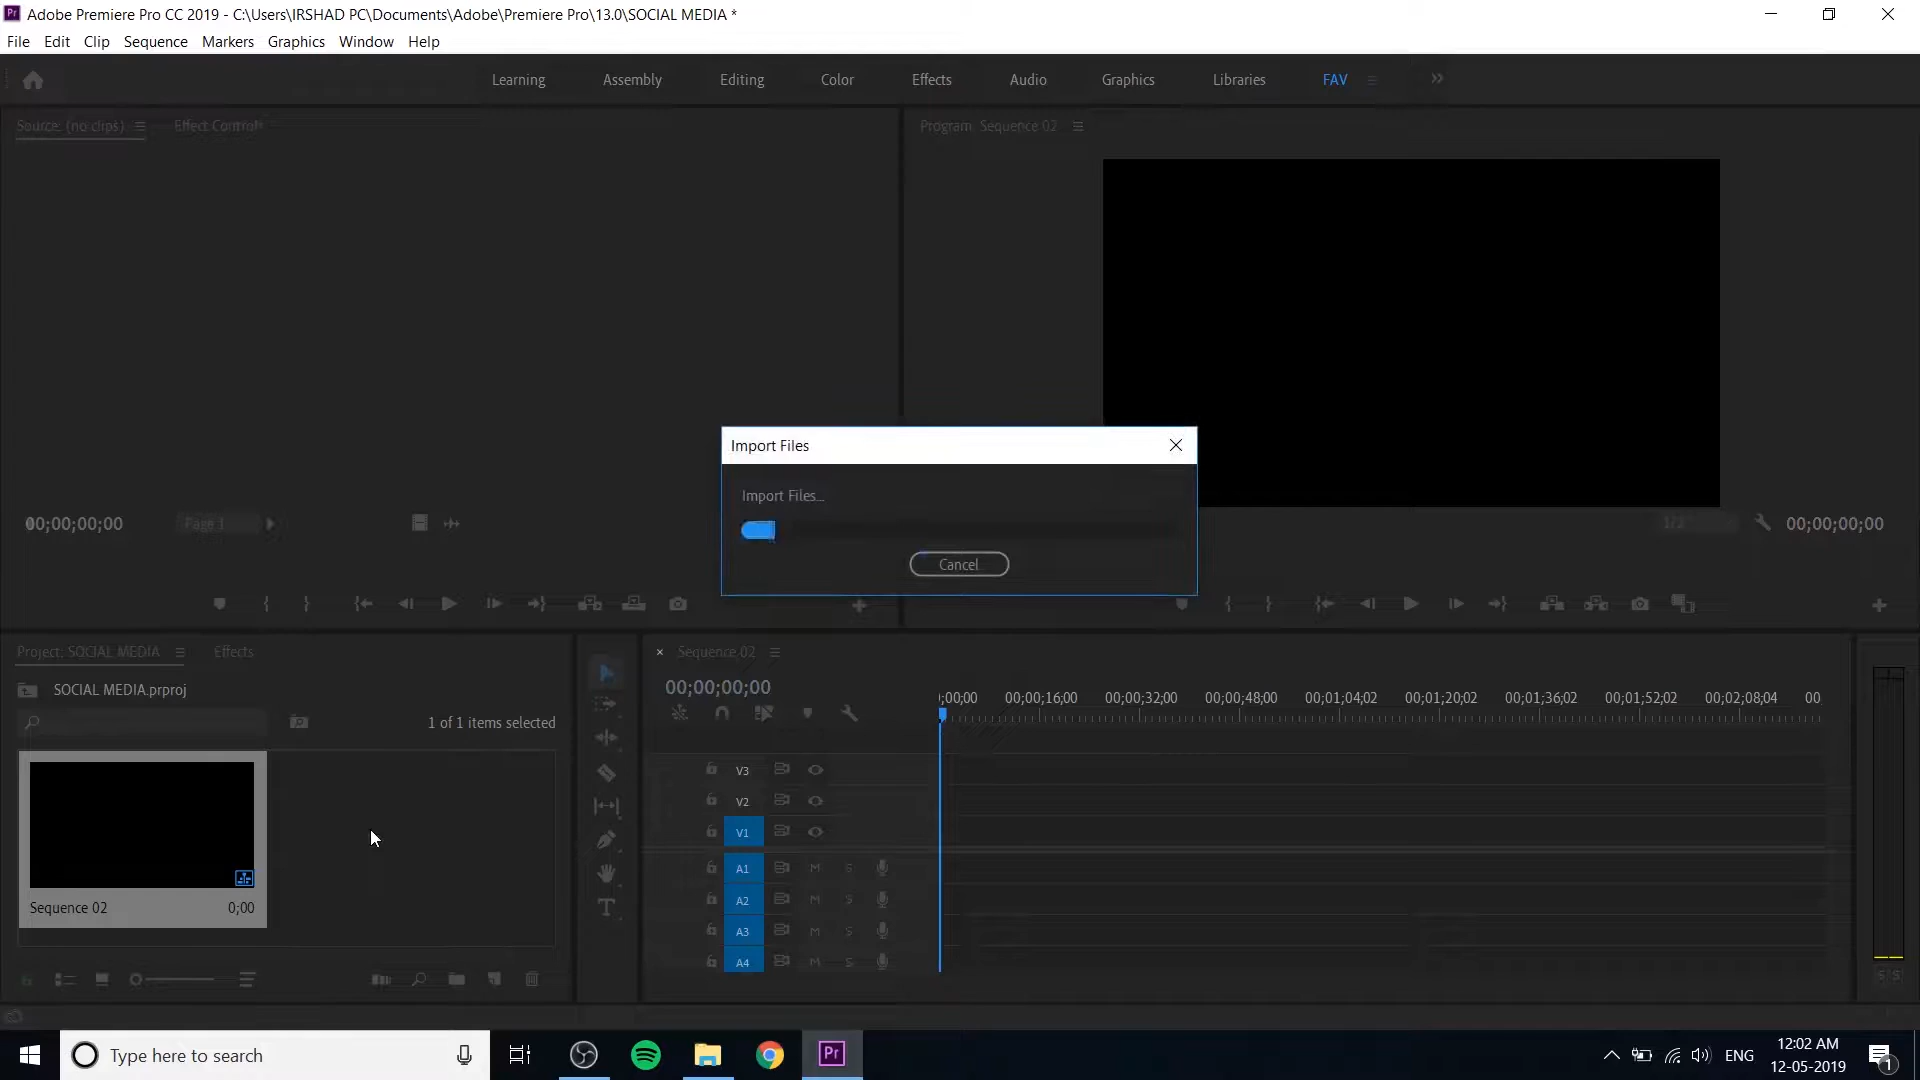 Adobe Premiere Pro CC 2019 - C:\Users\IRSHAD PC\Documents\Adobe\Premiere Pro\13.0\SOCIAL MEDIA *
File Edit Clip Sequence Markers Graphics Window Help
Learning Assembly Editing Color Effects Audio Graphics Libraries FAV
Source: (no clips) Effect Controls
Program: Sequence 02
Import Files
Import Files...
Cancel
00;00;00;00 Page 1
1/2 00;00;00;00
Project: SOCIAL MEDIA Effects
SOCIAL MEDIA.prproj
1 of 1 items selected
Sequence 02 0;00
× Sequence 02
00;00;00;00
;00;00 00;00;16;00 00;00;32;00 00;00;48;00 00;01;04;02 00;01;20;02 00;01;36;02 00;01;52;02 00;02;08;04 00
V3
V2
V1
A1 M S
A2 M S
A3 M S
A4 M S
S S
Type here to search
ENG
12:02 AM
12-05-2019
1